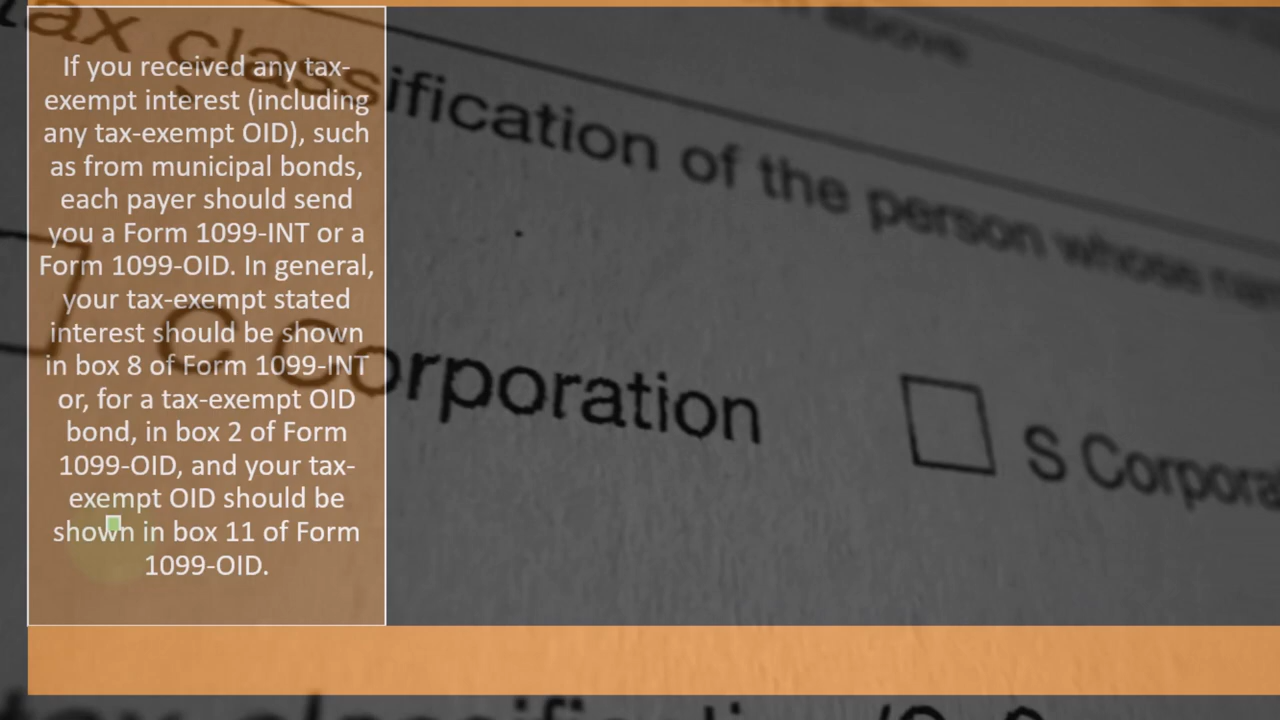 If you received any tax-
exempt interest (including
any tax-exempt OID), such
as from municipal bonds,
each payer should send
you a Form 1099-INT or a
Form 1099-OID. In general,
your tax-exempt stated
interest should be shown
in box 8 of Form 1099-INT
or, for a tax-exempt OID
bond, in box 2 of Form
1099-OID, and your tax-
exempt OID should be
shown in box 11 of Form
1099-OID.
above
tax classification of the person whose
C Corporation
S Corpora